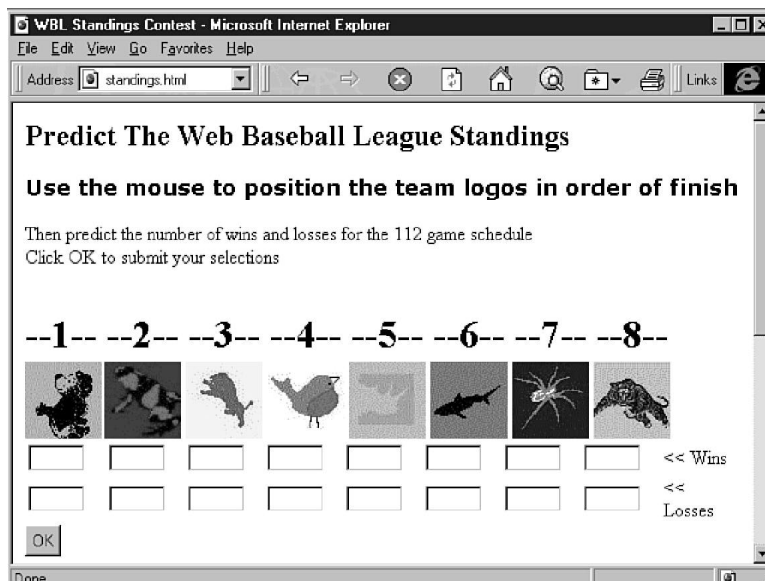 WBL Standings Contest - Microsoft Internet Explorer
File Edit View Go Favorites Help
Address standings.html Links
Predict The Web Baseball League Standings
Use the mouse to position the team logos in order of finish
Then predict the number of wins and losses for the 112 game schedule
Click OK to submit your selections
--1-- --2-- --3-- --4-- --5-- --6-- --7-- --8--
<< Wins
<<
Losses
OK
Done